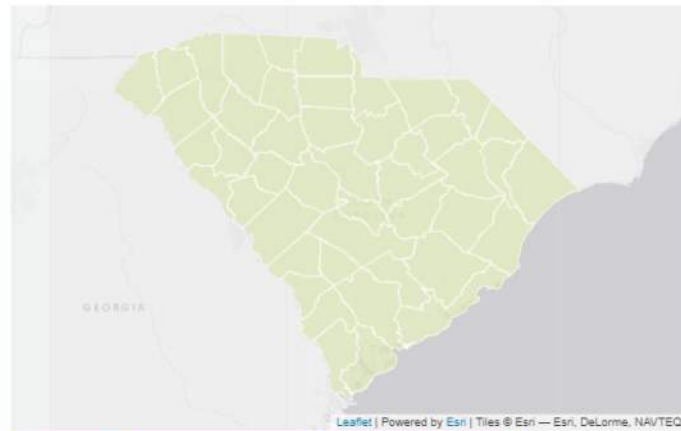 GEORGIA
Leaflet | Powered by Esri | Tiles © Esri — Esri, DeLorme, NAVTEQ